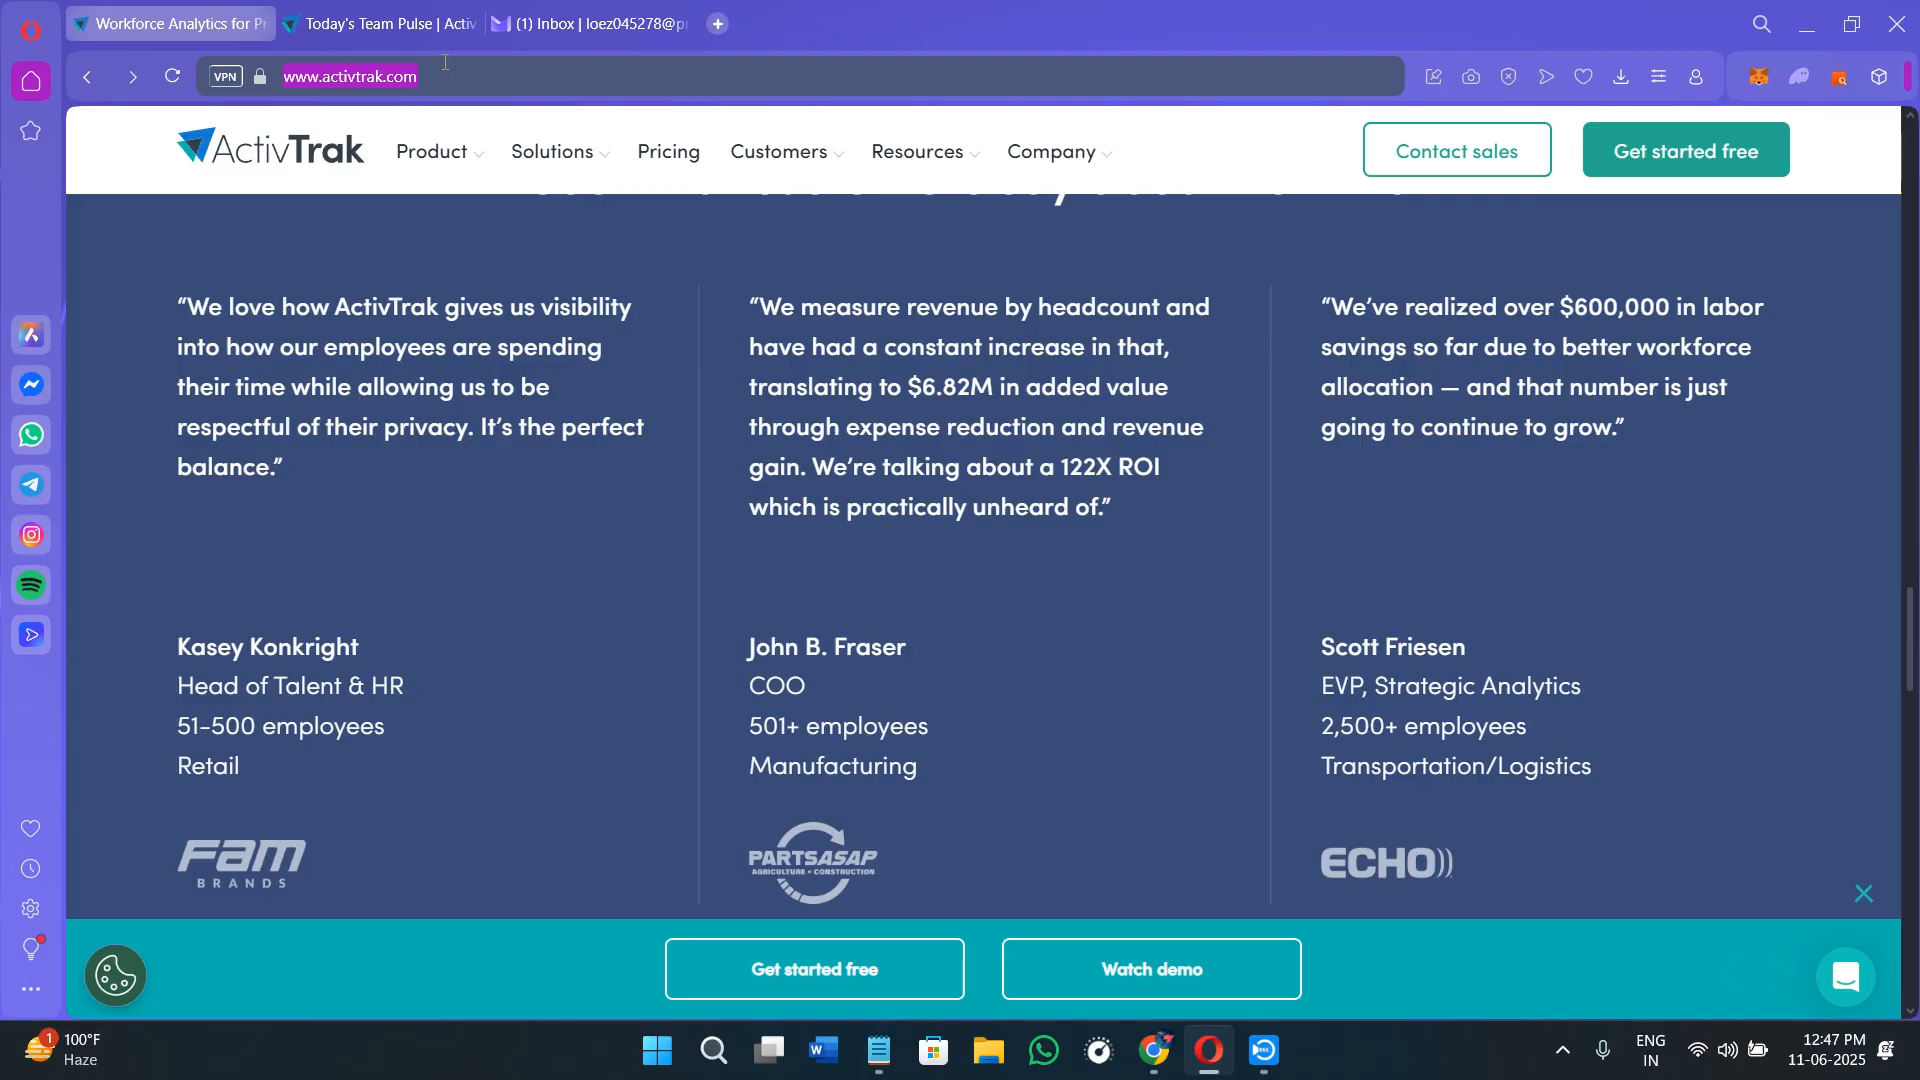 Workforce Analytics for P
Today's Team Pulse | Activ
(1) Inbox | loez045278@p
VPN
www.activtrak.com
ActivTrak
Product
Solutions
Pricing
Customers
Resources
Company
Contact sales
Get started free
“We love how ActivTrak gives us visibility
into how our employees are spending
their time while allowing us to be
respectful of their privacy. It’s the perfect
balance.”
Kasey Konkright
Head of Talent & HR
51-500 employees
Retail
FAM
BRANDS
“We measure revenue by headcount and
have had a constant increase in that,
translating to $6.82M in added value
through expense reduction and revenue
gain. We’re talking about a 122X ROI
which is practically unheard of.”
John B. Fraser
COO
501+ employees
Manufacturing
PARTSASAP
AGRICULTURE • CONSTRUCTION
“We’ve realized over $600,000 in labor
savings so far due to better workforce
allocation — and that number is just
going to continue to grow.”
Scott Friesen
EVP, Strategic Analytics
2,500+ employees
Transportation/Logistics
ECHO
Get started free
Watch demo
1
100°F
Haze
ENG
IN
12:47 PM
11-06-2025